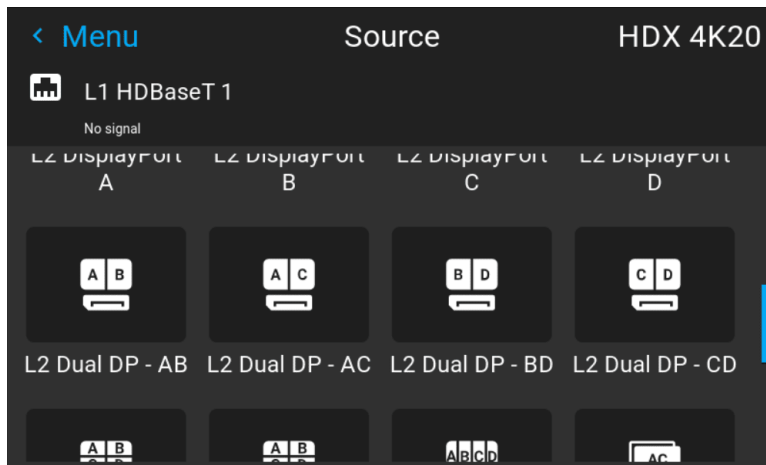 Menu
Source
HDX 4K20
L1 HDBaseT 1
No signal
L2 DisplayPort
A
L2 DisplayPort
B
L2 DisplayPort
C
L2 DisplayPort
D
A B
A C
B D
C D
L2 Dual DP - AB
L2 Dual DP - AC
L2 Dual DP - BD
L2 Dual DP - CD
A B
C D
A B
C D
ABCD
AC